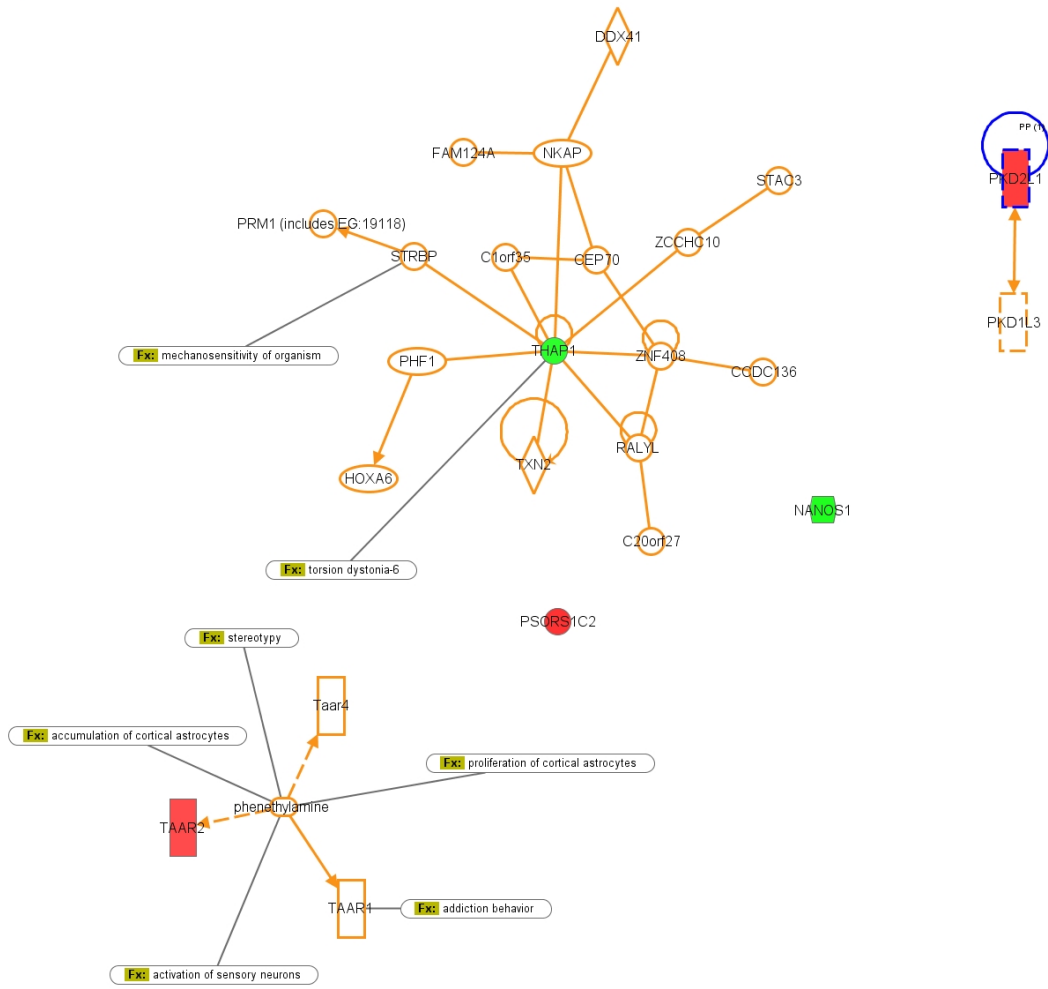 DDX41
PP (1)
FAM124A
NKAP
STAC3
PKD2L1
PRM1 (includes EG:19118)
STRBP
C1orf35
CEP70
ZCCHC10
PKD1L3
Fx: mechanosensitivity of organism
THAP1
ZNF408
PHF1
CCDC136
RALYL
TXN2
HOXA6
NANOS1
C20orf27
Fx: torsion dystonia-6
PSORS1C2
Fx: stereotypy
Taar4
Fx: accumulation of cortical astrocytes
Fx: proliferation of cortical astrocytes
phenethylamine
TAAR2
TAAR1
Fx: addiction behavior
Fx: activation of sensory neurons